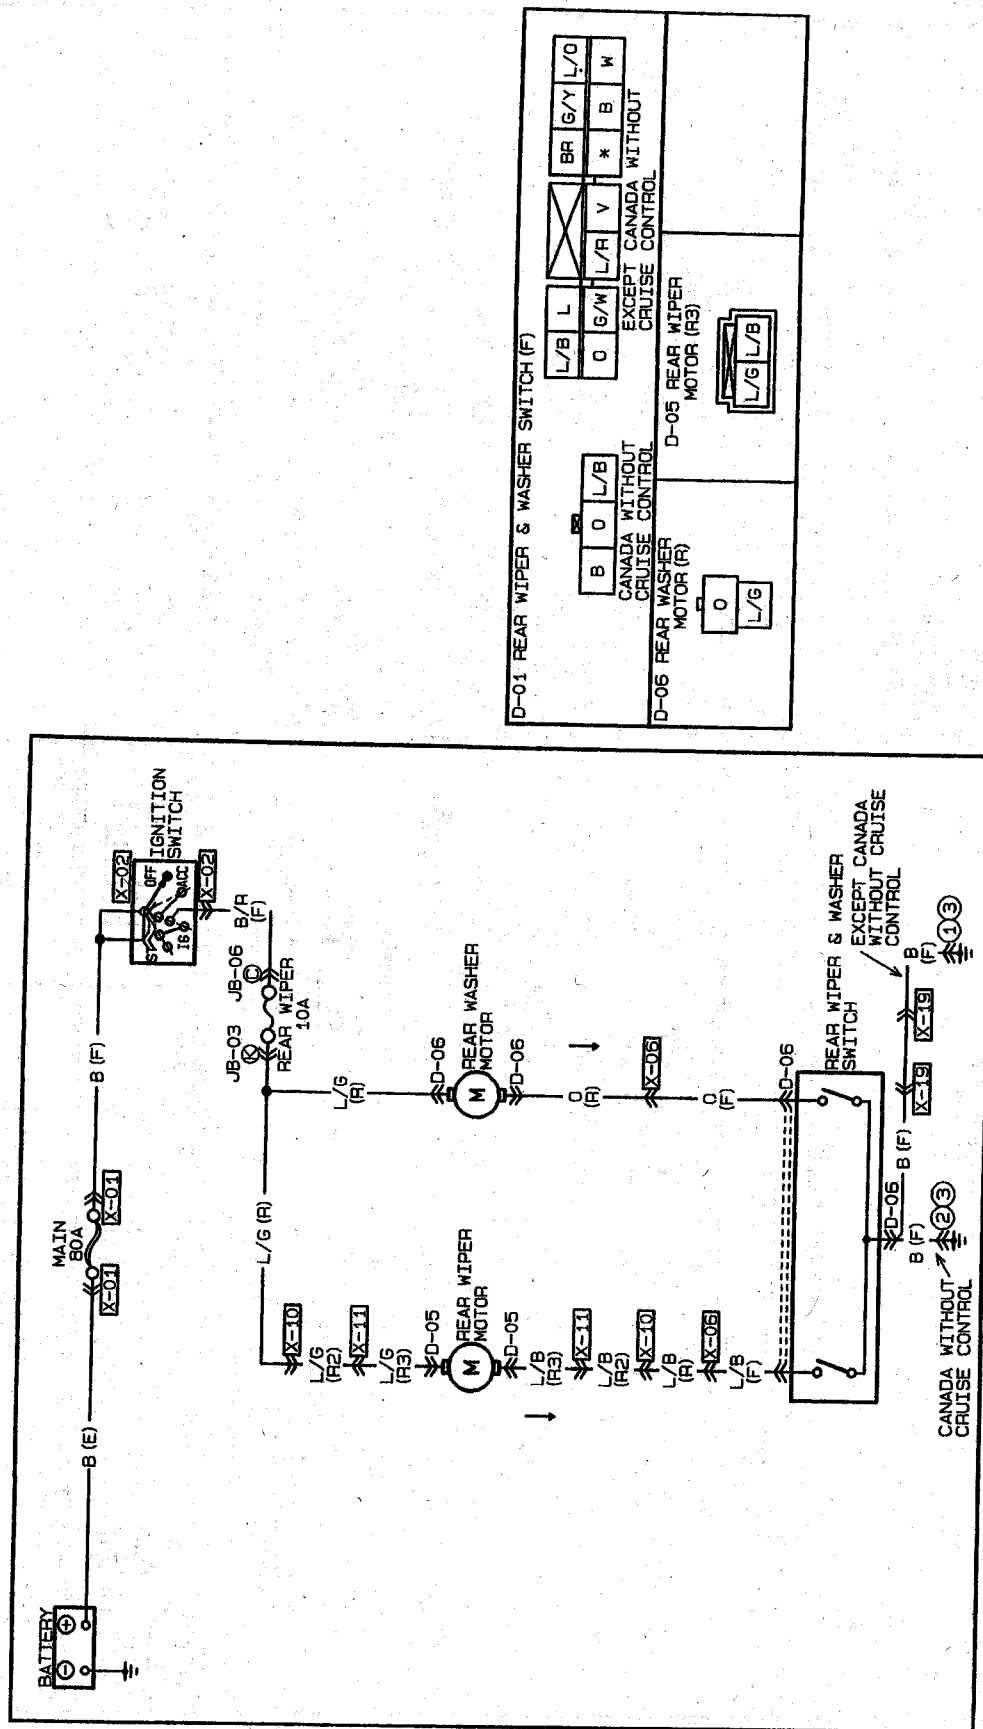 BATTERY
⊖ ⊕
B (E)
MAIN
80A
X-01
X-01
B (F)
X-02
IGNITION
SWITCH
OFF
ACC
IG
ST
X-02
B/R
(F)
JB-06
Ⓒ
REAR WIPER
10A
JB-03
Ⓚ
L/G (R)
L/G
(R)
X-10
L/G
(R2)
X-11
L/G
(R3)
D-05
M
REAR WIPER
MOTOR
D-05
L/B
(R3)
X-11
L/B
(R2)
X-10
L/B
(R)
X-06
L/B
(F)
D-06
M
REAR WASHER
MOTOR
D-06
O
(R)
X-06
O
(F)
D-06
REAR WIPER & WASHER
SWITCH
D-06
B (F)
②③
CANADA WITHOUT
CRUISE CONTROL
B (F)
X-19
X-19
EXCEPT CANADA
WITHOUT CRUISE
CONTROL
B
(F)
①③
D-01 REAR WIPER & WASHER SWITCH (F)
B O L/B
CANADA WITHOUT
CRUISE CONTROL
L/B L BR G/Y L/O
O G/W L/R V * B W
EXCEPT CANADA WITHOUT
CRUISE CONTROL
D-06 REAR WASHER
MOTOR (R)
O
L/G
D-05 REAR WIPER
MOTOR (R3)
L/G L/B